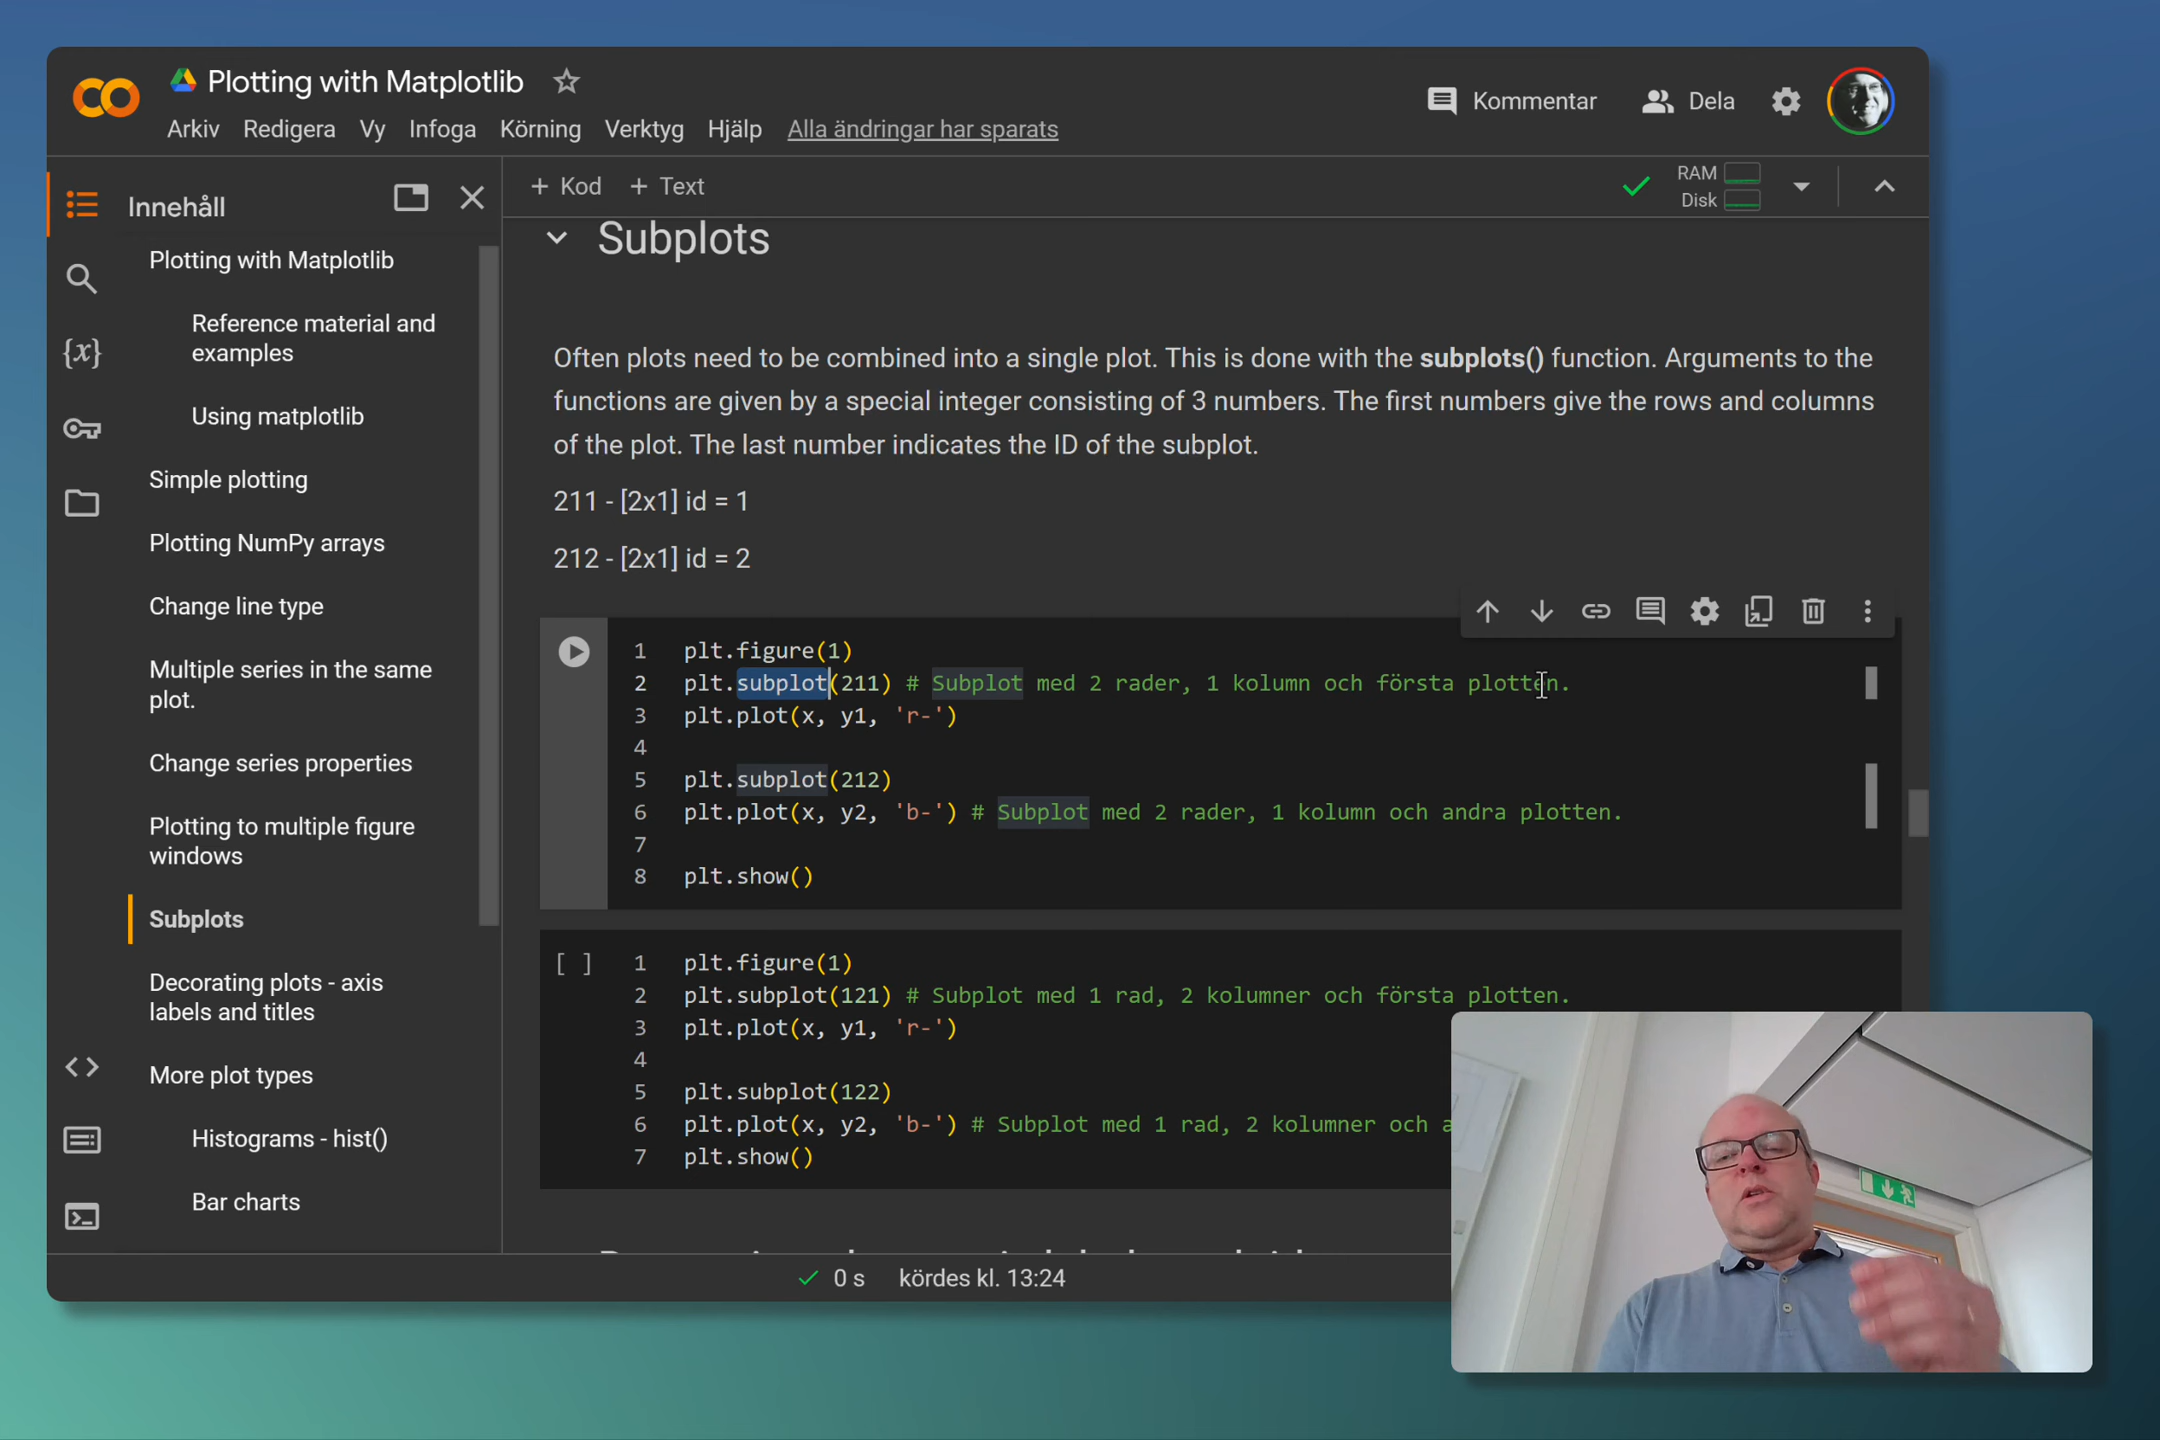 Plotting with Matplotlib
Arkiv Redigera Vy Infoga Körning Verktyg Hjälp Alla ändringar har sparats
Kommentar Dela
Innehåll
Plotting with Matplotlib
Reference material and
examples
Using matplotlib
Simple plotting
Plotting NumPy arrays
Change line type
Multiple series in the same
plot.
Change series properties
Plotting to multiple figure
windows
Subplots
Decorating plots - axis
labels and titles
More plot types
Histograms - hist()
Bar charts
+ Kod + Text
RAM
Disk
Subplots
Often plots need to be combined into a single plot. This is done with the subplots() function. Arguments to the
functions are given by a special integer consisting of 3 numbers. The first numbers give the rows and columns
of the plot. The last number indicates the ID of the subplot.
211 - [2x1] id = 1
212 - [2x1] id = 2
1 plt.figure(1)
2 plt.subplot(211) # Subplot med 2 rader, 1 kolumn och första plotten.
3 plt.plot(x, y1, 'r-')
4
5 plt.subplot(212)
6 plt.plot(x, y2, 'b-') # Subplot med 2 rader, 1 kolumn och andra plotten.
7
8 plt.show()
[ ] 1 plt.figure(1)
2 plt.subplot(121) # Subplot med 1 rad, 2 kolumner och första plotten.
3 plt.plot(x, y1, 'r-')
4
5 plt.subplot(122)
6 plt.plot(x, y2, 'b-') # Subplot med 1 rad, 2 kolumner och a
7 plt.show()
0 s kördes kl. 13:24